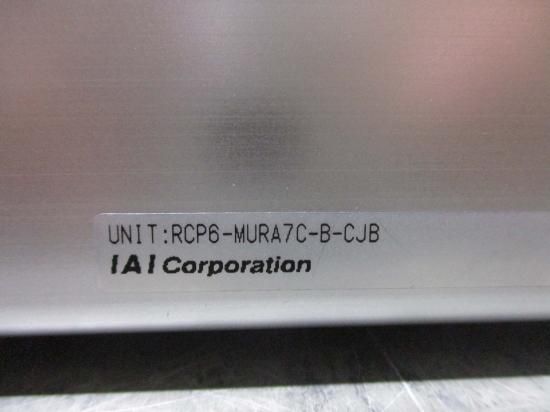 UNIT:RCP6-MURA7C-B-CJB
IAI Corporation